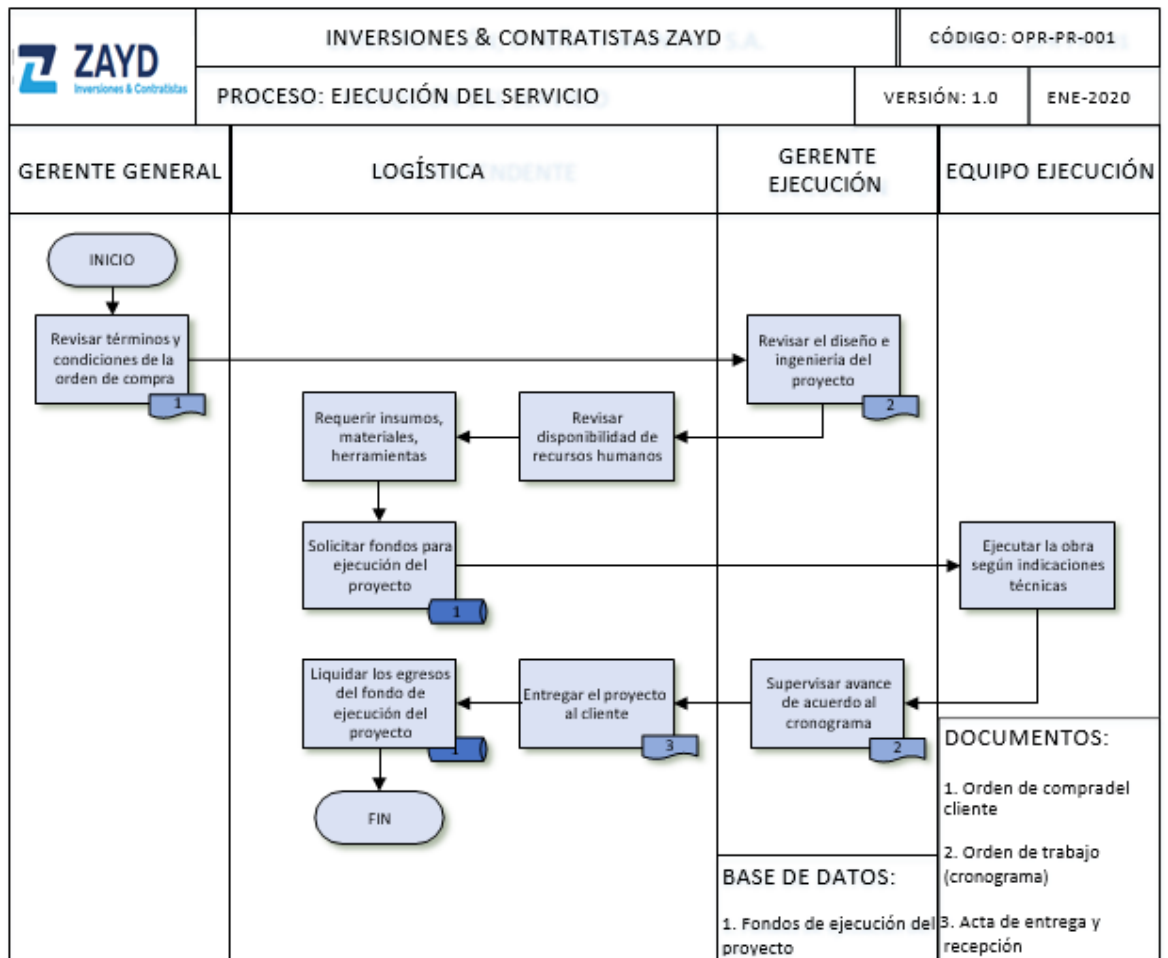 ZAYD
Inversiones & Contratistas
INVERSIONES & CONTRATISTAS ZAYD
CÓDIGO: OPR-PR-001
PROCESO: EJECUCIÓN DEL SERVICIO
VERSIÓN: 1.0
ENE-2020
GERENTE GENERAL
LOGÍSTICA
GERENTE
EJECUCIÓN
EQUIPO EJECUCIÓN
INICIO
Revisar términos y
condiciones de la
orden de compra
1
Revisar el diseño e
ingeniería del
proyecto
2
Requerir insumos,
materiales,
herramientas
Revisar
disponibilidad de
recursos humanos
Solicitar fondos para
ejecución del
proyecto
1
Ejecutar la obra
según indicaciones
técnicas
Liquidar los egresos
del fondo de
ejecución del
proyecto
1
Entregar el proyecto
al cliente
3
Supervisar avance
de acuerdo al
cronograma
2
FIN
BASE DE DATOS:
1. Fondos de ejecución del
proyecto
DOCUMENTOS:
1. Orden de compra del
cliente
2. Orden de trabajo
(cronograma)
3. Acta de entrega y
recepción